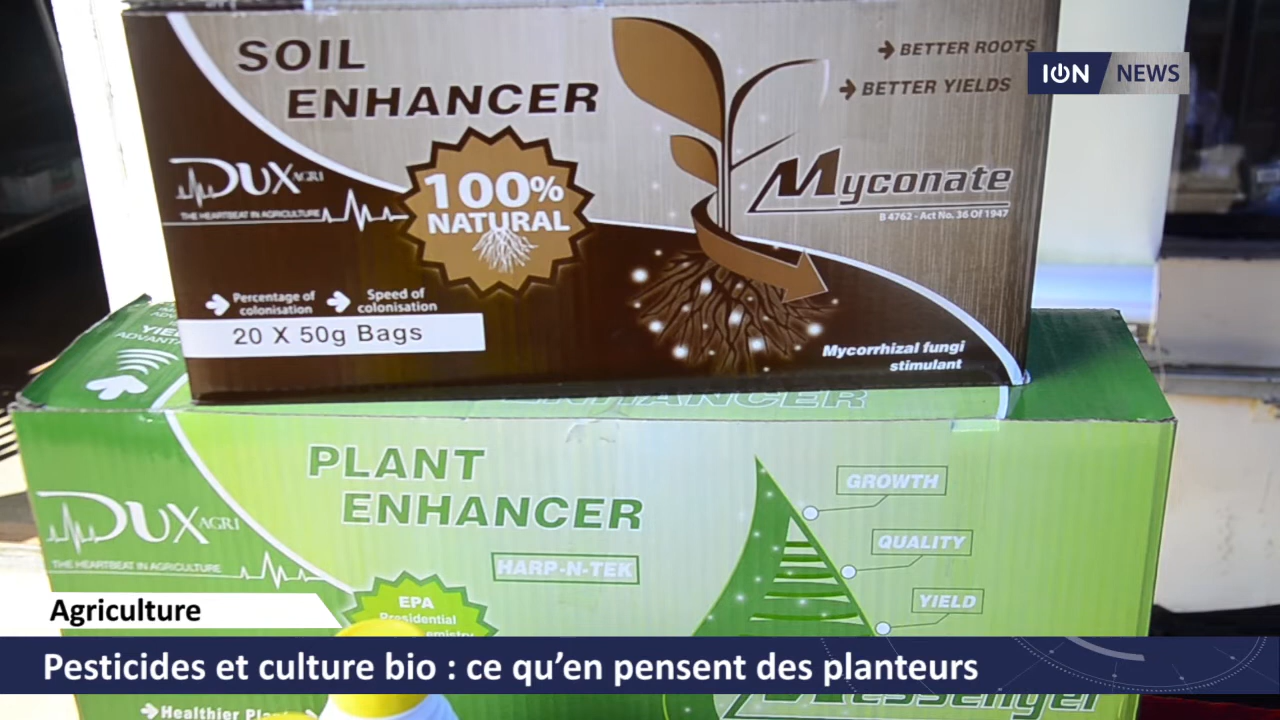 SOIL
ENHANCER
BETTER ROOTS
BETTER YIELDS
ION NEWS
DUX AGRI
THE HEARTBEAT IN AGRICULTURE
100%
NATURAL
Myconate
B 4762 - Act No. 36 Of 1947
Percentage of
colonisation
Speed of
colonisation
20 X 50g Bags
Mycorrhizal fungi
stimulant
ENHANCER
PLANT
ENHANCER
DUX AGRI
THE HEARTBEAT IN AGRICULTURE
HARP-N-TEK
GROWTH
QUALITY
YIELD
EPA
Presidential
Agriculture
Pesticides et culture bio : ce qu’en pensent des planteurs
Messenger
Healthier